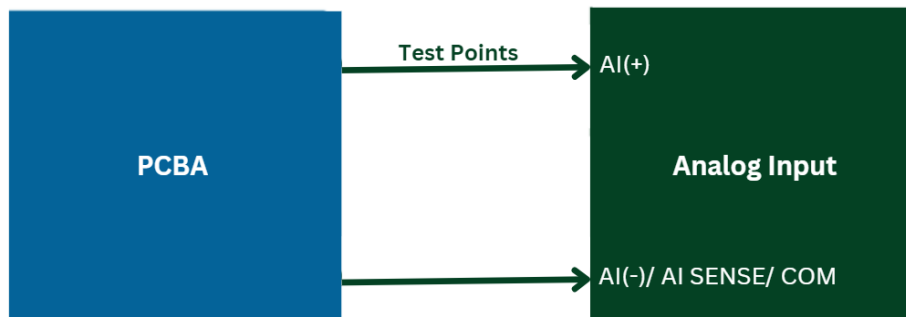 Test Points
AI(+)
PCBA
Analog Input
AI(-)/ AI SENSE/ COM